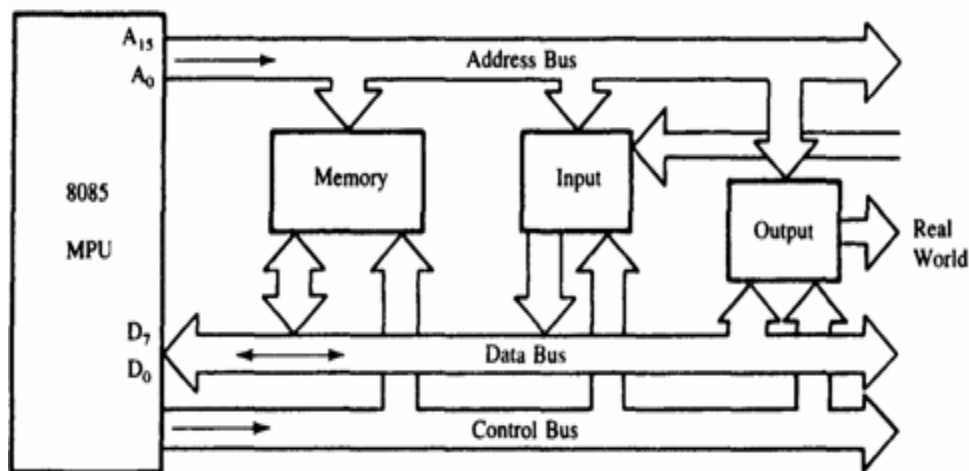 A15
Address Bus
A0
Memory
Input
8085
MPU
Output
Real
World
D7
D0
Data Bus
Control Bus